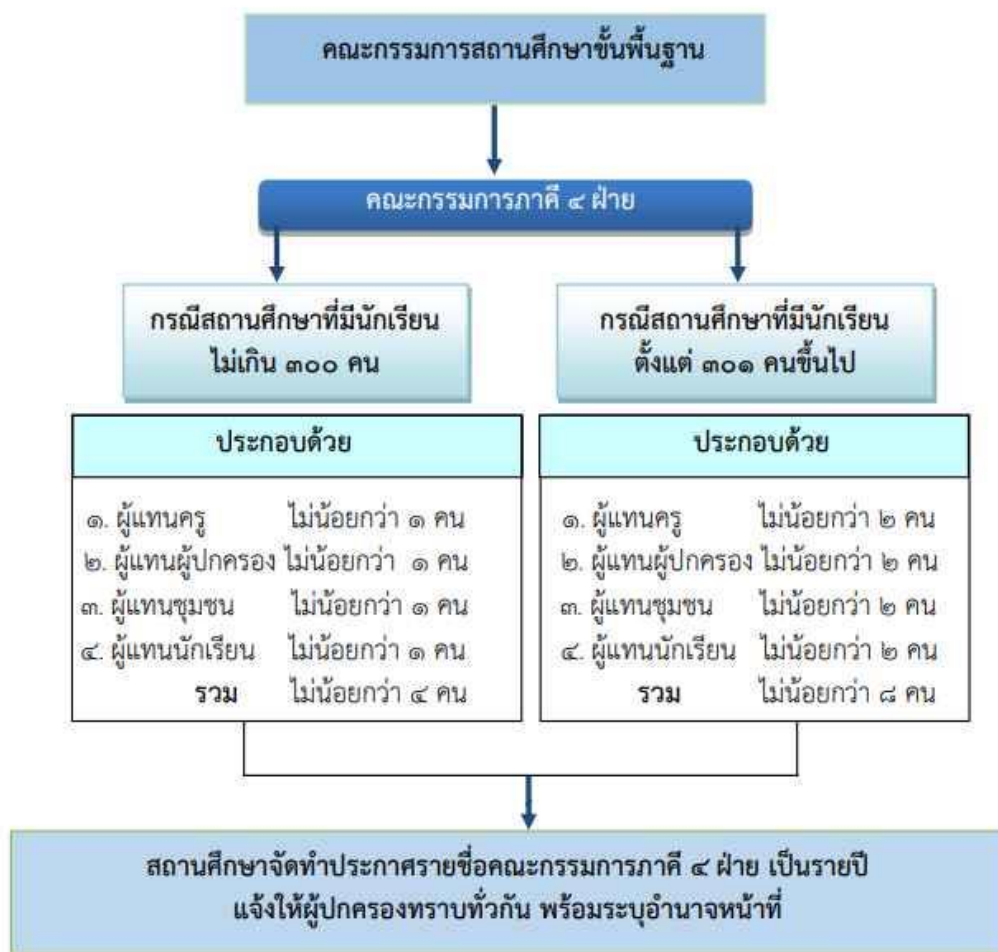 คณะกรรมการสถานศึกษาขั้นพื้นฐาน
คณะกรรมการภาคี ๔ ฝ่าย
กรณีสถานศึกษาที่มีนักเรียน
ไม่เกิน ๓๐๐ คน
ประกอบด้วย
๑. ผู้แทนครู ไม่น้อยกว่า ๑ คน
๒. ผู้แทนผู้ปกครอง ไม่น้อยกว่า ๑ คน
๓. ผู้แทนชุมชน ไม่น้อยกว่า ๑ คน
๔. ผู้แทนนักเรียน ไม่น้อยกว่า ๑ คน
รวม ไม่น้อยกว่า ๔ คน
กรณีสถานศึกษาที่มีนักเรียน
ตั้งแต่ ๓๐๑ คนขึ้นไป
ประกอบด้วย
๑. ผู้แทนครู ไม่น้อยกว่า ๒ คน
๒. ผู้แทนผู้ปกครอง ไม่น้อยกว่า ๒ คน
๓. ผู้แทนชุมชน ไม่น้อยกว่า ๒ คน
๔. ผู้แทนนักเรียน ไม่น้อยกว่า ๒ คน
รวม ไม่น้อยกว่า ๘ คน
สถานศึกษาจัดทำประกาศรายชื่อคณะกรรมการภาคี ๔ ฝ่าย เป็นรายปี
แจ้งให้ผู้ปกครองทราบทั่วกัน พร้อมระบุอำนาจหน้าที่